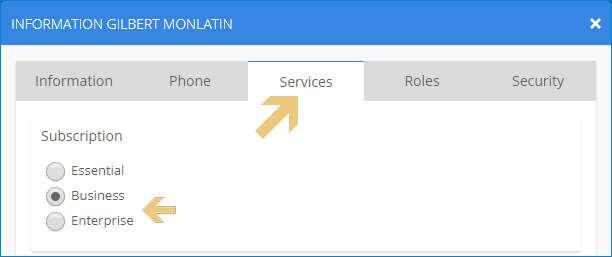 INFORMATION GILBERT MONLATIN
Information Phone Services Roles Security
Subscription
Essential
Business
Enterprise